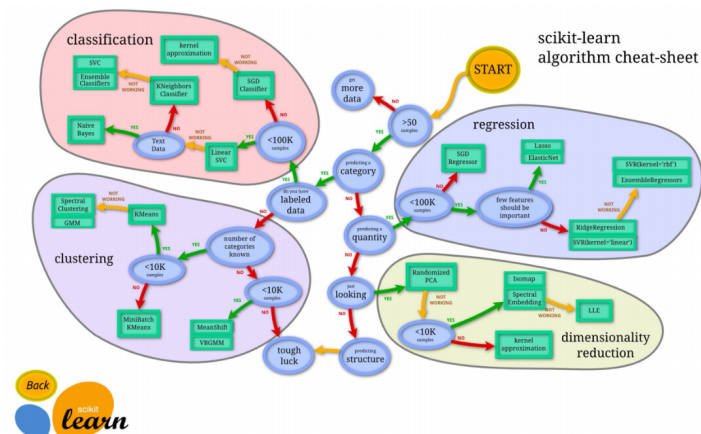 classification
scikit-learn
algorithm cheat-sheet
kernel
approximation
NOT
WORKING
SVC
Ensemble
Classifiers
NOT
WORKING
KNeighbors
Classifier
SGD
Classifier
NO
Naive
Bayes
YES
Text
Data
NO
NOT
WORKING
Linear
SVC
YES
<100K
samples
YES
START
get
more
data
NO
>50
samples
YES
predicting a
category
YES
do you have
labeled
data
NO
NO
predicting a
quantity
YES
NO
just
looking
YES
NO
predicting
structure
tough
luck
regression
SGD
Regressor
NO
<100K
samples
YES
Lasso
ElasticNet
YES
few features
should be
important
NO
SVR(kernel='rbf')
EnsembleRegressors
NOT
WORKING
RidgeRegression
SVR(kernel='linear')
clustering
Spectral
Clustering
GMM
NOT
WORKING
KMeans
YES
<10K
samples
YES
number of
categories
known
NO
NO
MiniBatch
KMeans
<10K
samples
YES
MeanShift
VBGMM
NO
Randomized
PCA
NOT
WORKING
<10K
samples
YES
Isomap
Spectral
Embedding
NOT
WORKING
LLE
NO
kernel
approximation
dimensionality
reduction
Back
scikit
learn